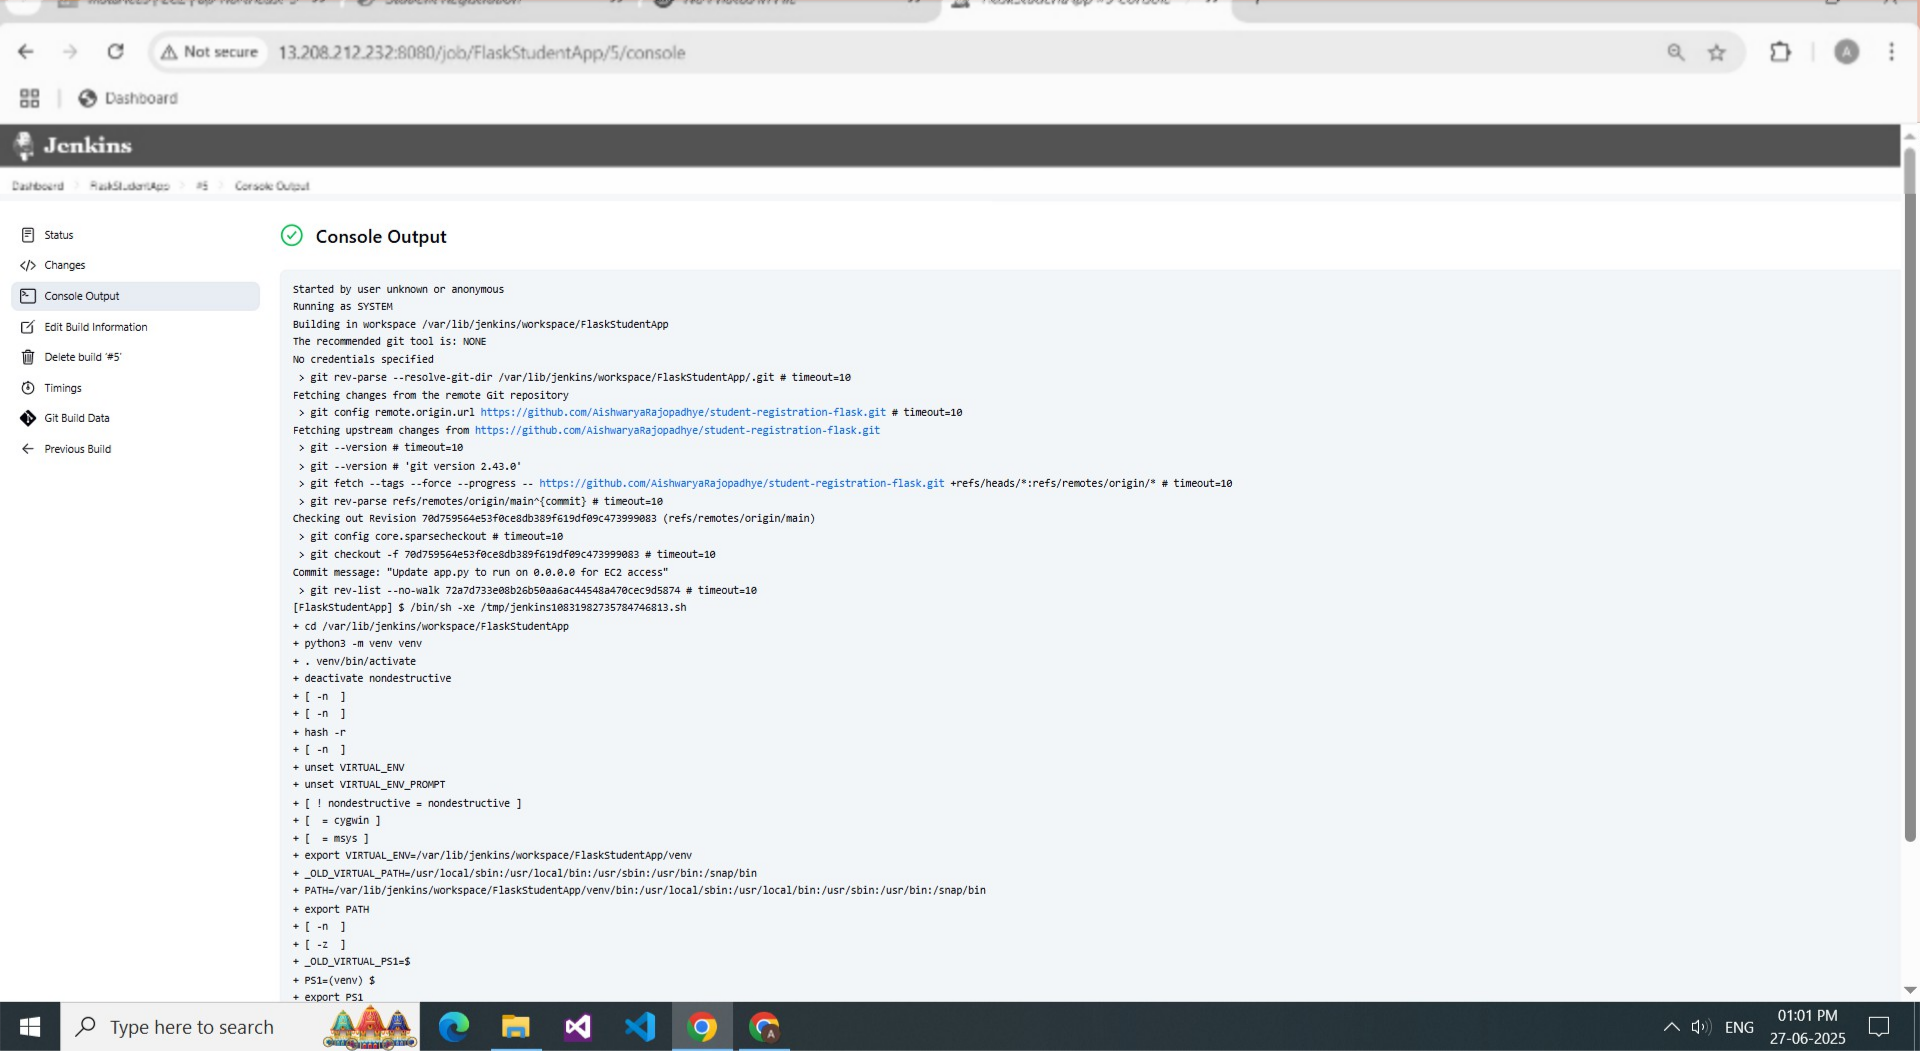 Not secure 13.208.212.232:8080/job/FlaskStudentApp/5/console
A
Dashboard
Jenkins
Dashboard
FlaskStudentApp
#5
Console Output
Status
Changes
Console Output
Edit Build Information
Delete build '#5'
Timings
Git Build Data
Previous Build
Console Output
Started by user unknown or anonymous
Running as SYSTEM
Building in workspace /var/lib/jenkins/workspace/FlaskStudentApp
The recommended git tool is: NONE
No credentials specified
> git rev-parse --resolve-git-dir /var/lib/jenkins/workspace/FlaskStudentApp/.git # timeout=10
Fetching changes from the remote Git repository
> git config remote.origin.url https://github.com/AishwaryaRajopadhye/student-registration-flask.git # timeout=10
Fetching upstream changes from https://github.com/AishwaryaRajopadhye/student-registration-flask.git
> git --version # timeout=10
> git --version # 'git version 2.43.0'
> git fetch --tags --force --progress -- https://github.com/AishwaryaRajopadhye/student-registration-flask.git +refs/heads/*:refs/remotes/origin/* # timeout=10
> git rev-parse refs/remotes/origin/main^{commit} # timeout=10
Checking out Revision 70d759564e53f0ce8db389f619df09c473999083 (refs/remotes/origin/main)
> git config core.sparsecheckout # timeout=10
> git checkout -f 70d759564e53f0ce8db389f619df09c473999083 # timeout=10
Commit message: "Update app.py to run on 0.0.0.0 for EC2 access"
> git rev-list --no-walk 72a7d733e08b26b50aa6ac44548a470cec9d5874 # timeout=10
[FlaskStudentApp] $ /bin/sh -xe /tmp/jenkins10831982735784746813.sh
+ cd /var/lib/jenkins/workspace/FlaskStudentApp
+ python3 -m venv venv
+ . venv/bin/activate
+ deactivate nondestructive
+ [ -n  ]
+ [ -n  ]
+ hash -r
+ [ -n  ]
+ unset VIRTUAL_ENV
+ unset VIRTUAL_ENV_PROMPT
+ [ ! nondestructive = nondestructive ]
+ [  = cygwin ]
+ [  = msys ]
+ export VIRTUAL_ENV=/var/lib/jenkins/workspace/FlaskStudentApp/venv
+ _OLD_VIRTUAL_PATH=/usr/local/sbin:/usr/local/bin:/usr/sbin:/usr/bin:/snap/bin
+ PATH=/var/lib/jenkins/workspace/FlaskStudentApp/venv/bin:/usr/local/sbin:/usr/local/bin:/usr/sbin:/usr/bin:/snap/bin
+ export PATH
+ [ -n  ]
+ [ -z  ]
+ _OLD_VIRTUAL_PS1=$
+ PS1=(venv) $
+ export PS1
Type here to search
A
ENG
01:01 PM
27-06-2025